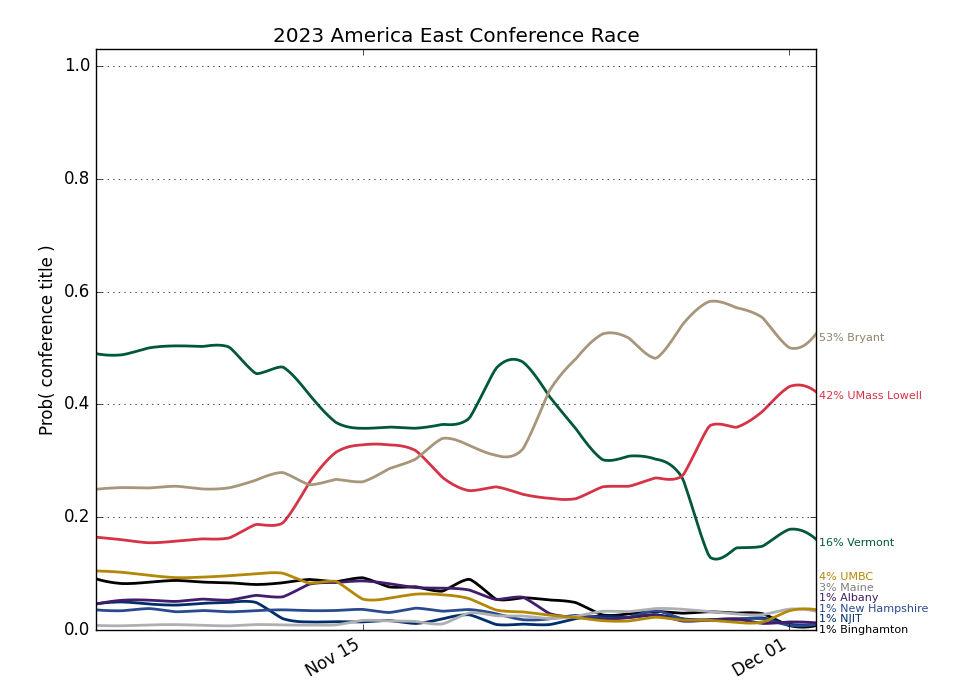 2023 America East Conference Race
1.0
0.8
0.6
0.4
0.2
0.0
Prob( conference title )
Nov 15
Dec 01
53% Bryant
42% UMass Lowell
16% Vermont
4% UMBC
3% Maine
1% Albany
1% New Hampshire
1% NJIT
1% Binghamton